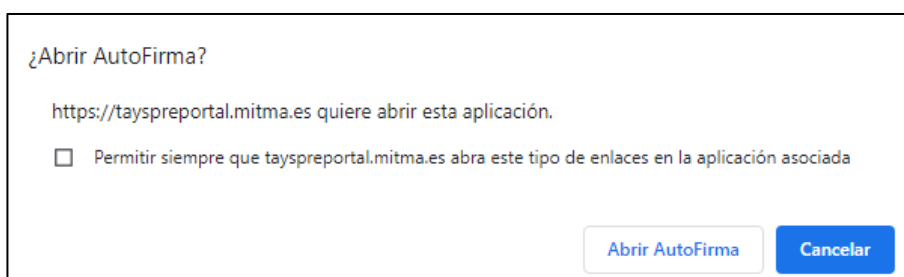 ¿Abrir AutoFirma?
https://tayspreportal.mitma.es quiere abrir esta aplicación.
Permitir siempre que tayspreportal.mitma.es abra este tipo de enlaces en la aplicación asociada
Abrir AutoFirma
Cancelar